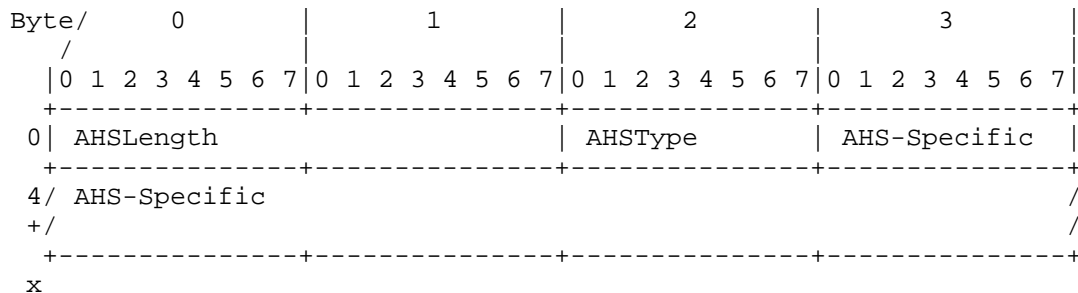 Byte/     0       |       1       |       2       |       3       |
   /              |               |               |               |
  |0 1 2 3 4 5 6 7|0 1 2 3 4 5 6 7|0 1 2 3 4 5 6 7|0 1 2 3 4 5 6 7|
  +---------------+---------------+---------------+---------------+
 0| AHSLength                     | AHSType       | AHS-Specific  |
  +---------------+---------------+---------------+---------------+
 4/ AHS-Specific                                                  /
 +/                                                               /
  +---------------+---------------+---------------+---------------+
 x